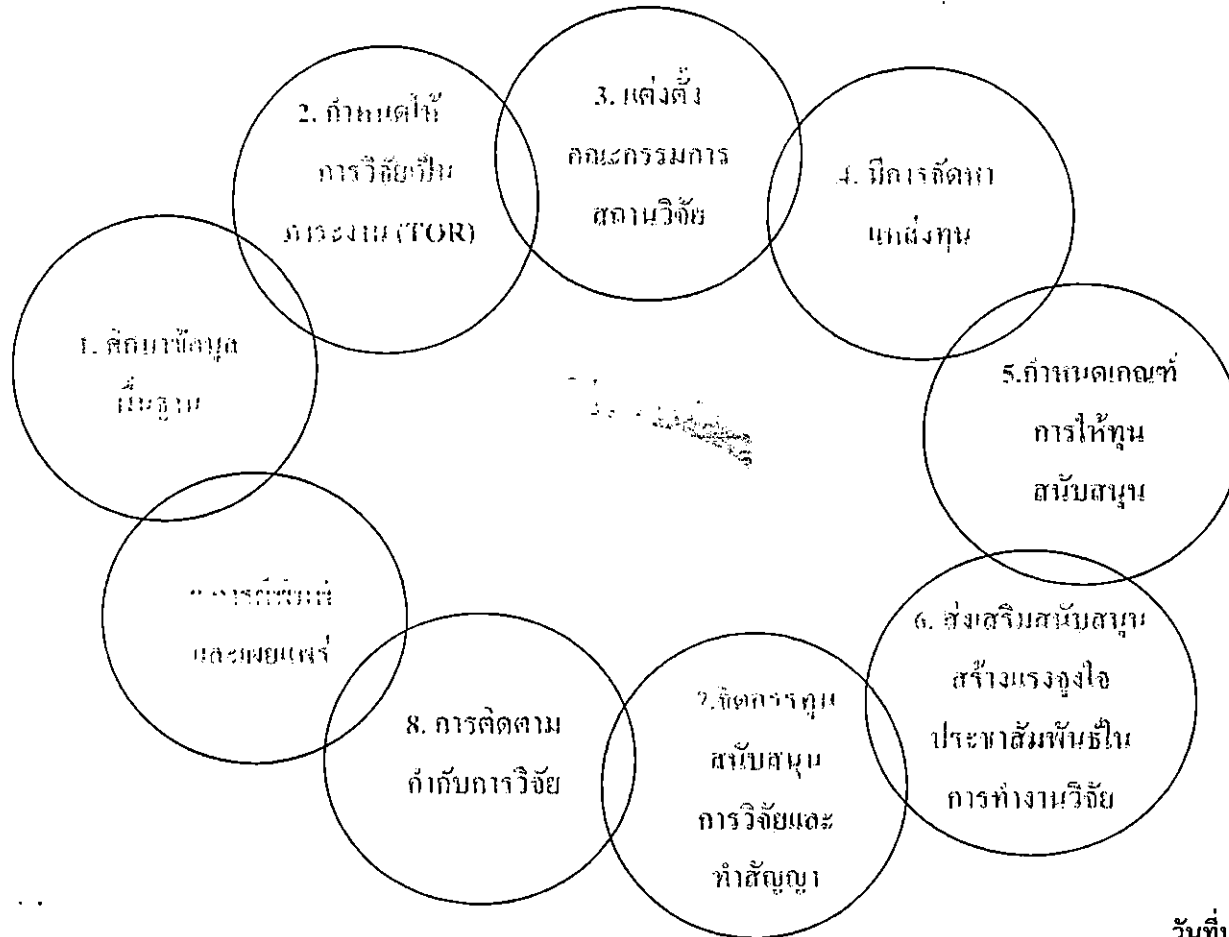 1. ศึกษาข้อมูล
พื้นฐาน
2. กำหนดให้
การวิจัยเป็น
ภาระงาน (TOR)
3. แต่งตั้ง
คณะกรรมการ
สถานวิจัย
4. มีการจัดหา
แหล่งทุน
5.กำหนดเกณฑ์
การให้ทุน
สนับสนุน
6. ส่งเสริมสนับสนุน
สร้างแรงจูงใจ
ประชาสัมพันธ์ใน
การทำงานวิจัย
7.จัดสรรทุน
สนับสนุน
การวิจัยและ
ทำสัญญา
8. การติดตาม
กำกับการวิจัย
การตีพิมพ์
และเผยแพร่
วันที่